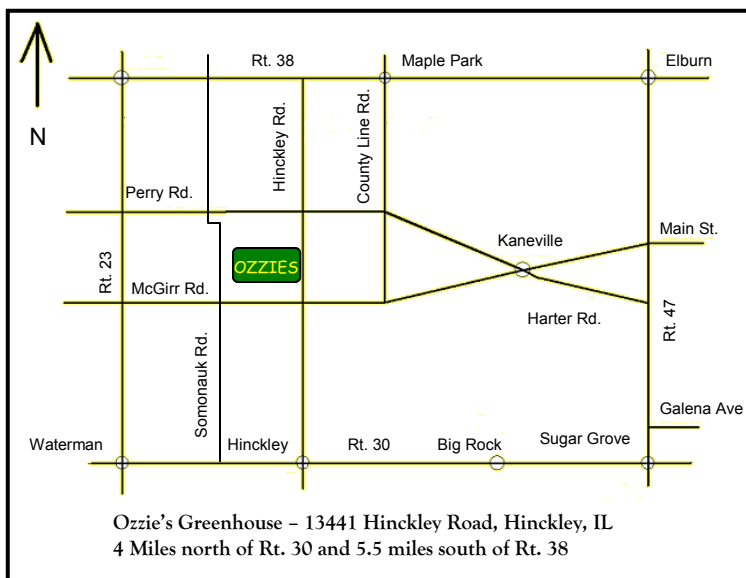 Rt. 38
Maple Park
Elburn
N
Hinckley Rd.
County Line Rd.
Perry Rd.
Kaneville
Main St.
OZZIES
Rt. 23
McGirr Rd.
Harter Rd.
Rt. 47
Somonauk Rd.
Galena Ave
Waterman
Hinckley
Rt. 30
Big Rock
Sugar Grove
Ozzie's Greenhouse – 13441 Hinckley Road, Hinckley, IL
4 Miles north of Rt. 30 and 5.5 miles south of Rt. 38